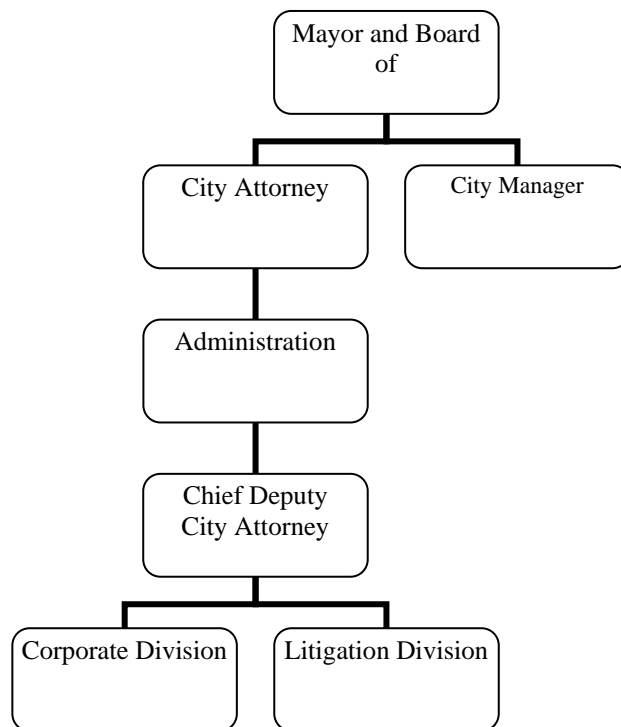 Mayor and Board
of
City Attorney
City Manager
Administration
Chief Deputy
City Attorney
Corporate Division
Litigation Division